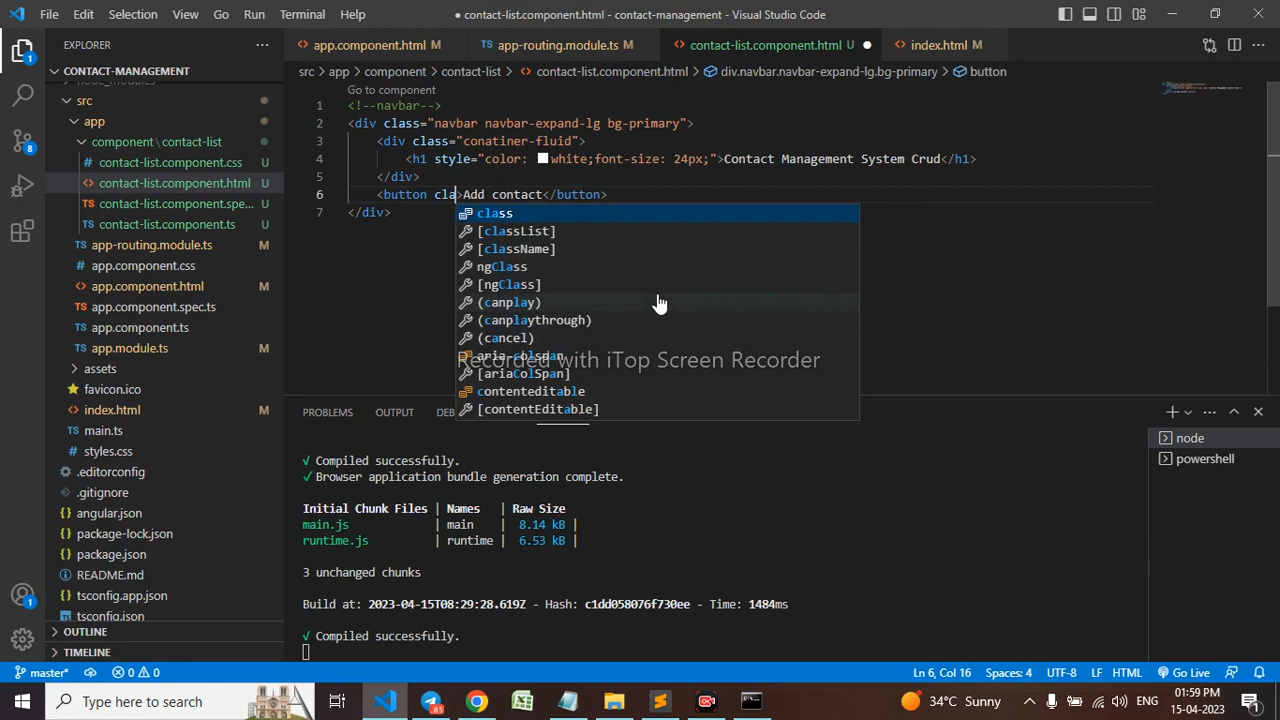 File Edit Selection View Go Run Terminal Help
● contact-list.component.html - contact-management - Visual Studio Code
EXPLORER ···
app.component.html M app-routing.module.ts M contact-list.component.html U ● index.html M
CONTACT-MANAGEMENT
node_modules
src
app
component \ contact-list
contact-list.component.css U
contact-list.component.html U
contact-list.component.spe... U
contact-list.component.ts U
app-routing.module.ts M
app.component.css
app.component.html M
app.component.spec.ts
app.component.ts
app.module.ts M
assets
favicon.ico
index.html M
main.ts
styles.css
.editorconfig
.gitignore
angular.json
package-lock.json
package.json
README.md
tsconfig.app.json
tsconfig.json
OUTLINE
TIMELINE
src > app > component > contact-list > contact-list.component.html > div.navbar.navbar-expand-lg.bg-primary > button
Go to component
1 <!--navbar-->
2 <div class="navbar navbar-expand-lg bg-primary">
3 <div class="conatiner-fluid">
4 <h1 style="color: white;font-size: 24px;">Contact Management System Crud</h1>
5 </div>
6 <button cla>Add contact</button>
7 </div>
class
[classList]
[className]
ngClass
[ngClass]
(canplay)
(canplaythrough)
(cancel)
aria-colspan
[ariaColSpan]
contenteditable
[contentEditable]
Recorded with iTop Screen Recorder
PROBLEMS OUTPUT DEB
node
powershell
✓ Compiled successfully.
✓ Browser application bundle generation complete.
Initial Chunk Files | Names | Raw Size
main.js | main | 8.14 kB |
runtime.js | runtime | 6.53 kB |
3 unchanged chunks
Build at: 2023-04-15T08:29:28.619Z - Hash: c1dd058076f730ee - Time: 1484ms
✓ Compiled successfully.
master* 0 0 Ln 6, Col 16 Spaces: 4 UTF-8 LF HTML Go Live
Type here to search
34°C Sunny ENG 01:59 PM
15-04-2023
1
8
1
85
1